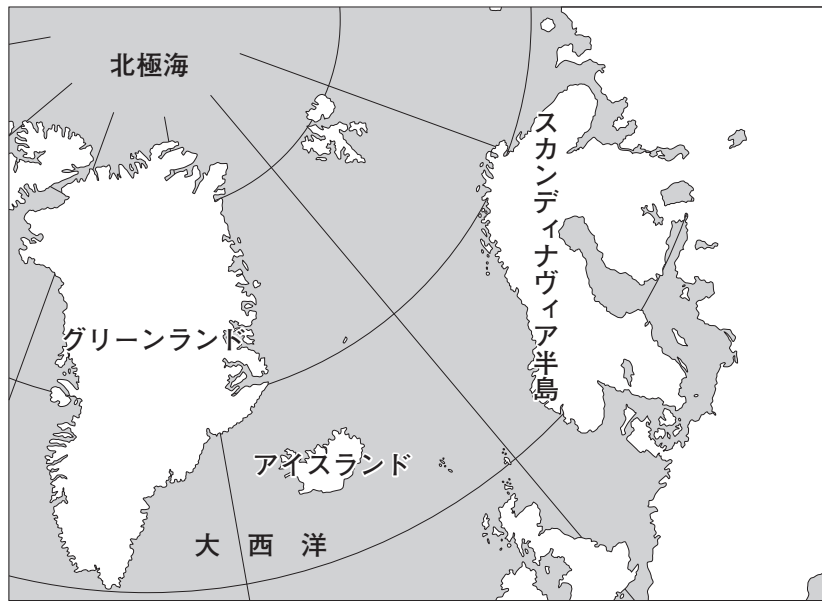 北極海
スカンディナヴィア半島
グリーンランド
アイスランド
大西洋